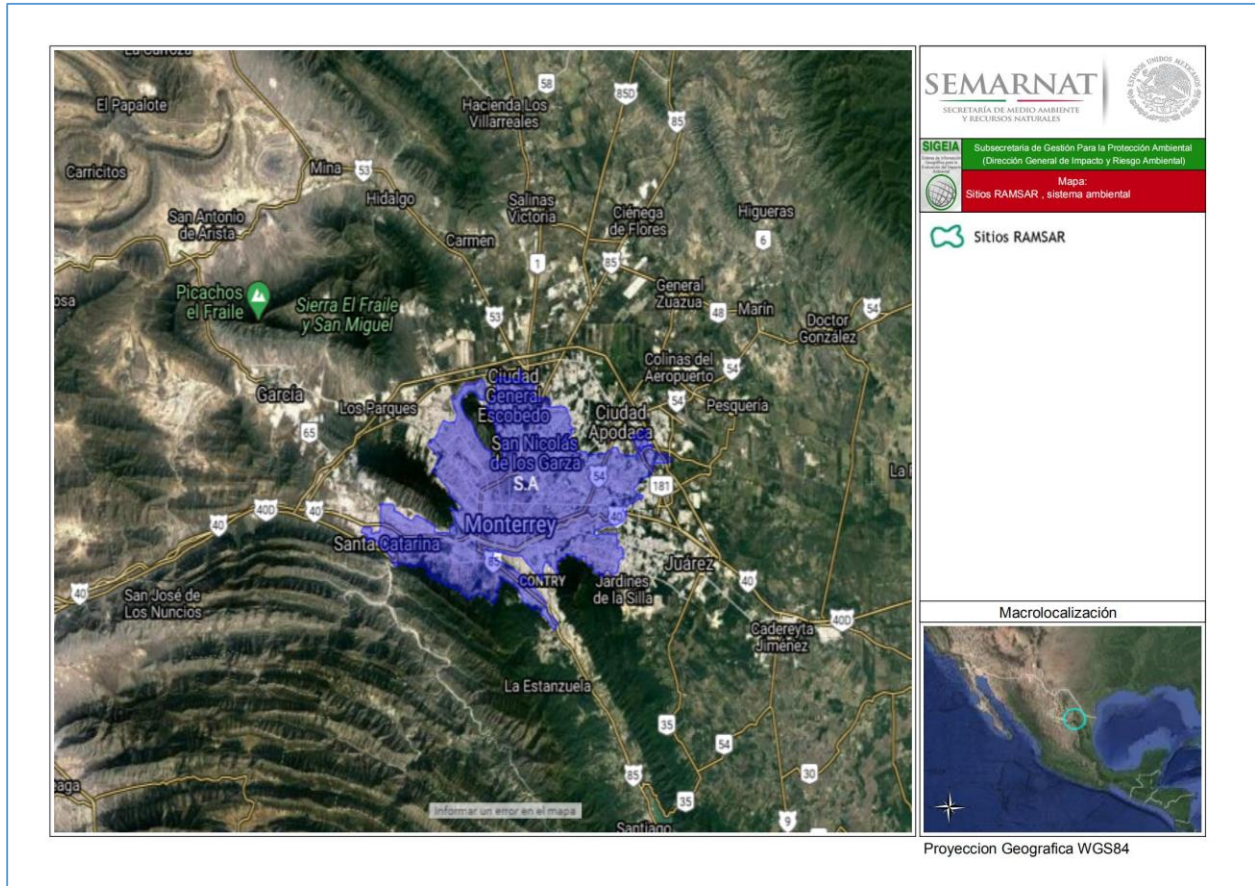 La Carroza
El Papalote
Carricitos
58
85D
Hacienda Los
Villarreales
85
Mina
53
Hidalgo
San Antonio
de Arista
Salinas
Victoria
Ciénega
de Flores
Higueras
6
Carmen
1
85
Picachos
el Fraile
Sierra El Fraile
y San Miguel
General
Zuazua
53
48
Marín
54
Doctor
González
Colinas del
Aeropuerto
54
Ciudad
General
Escobedo
García
Los Parques
54
Pesquería
Ciudad
Apodaca
65
San Nicolás
de los Garza
S.A
54
181
40
40D
40
40
Monterrey
Santa Catarina
85
CONTRY
Jardines
de la Silla
Juárez
40
40
San José de
Los Nuncios
40D
Cadereyta
Jiménez
La Estanzuela
35
54
85
30
35
9
Informar un error en el mapa
Santiago
SEMARNAT
SECRETARÍA DE MEDIO AMBIENTE
Y RECURSOS NATURALES
ESTADOS UNIDOS MEXICANOS
SIGEIA
Subsecretaria de Gestión Para la Protección Ambiental
(Dirección General de Impacto y Riesgo Ambiental)
Mapa:
Sitios RAMSAR , sistema ambiental
Sitios RAMSAR
Macrolocalización
Proyeccion Geografica WGS84